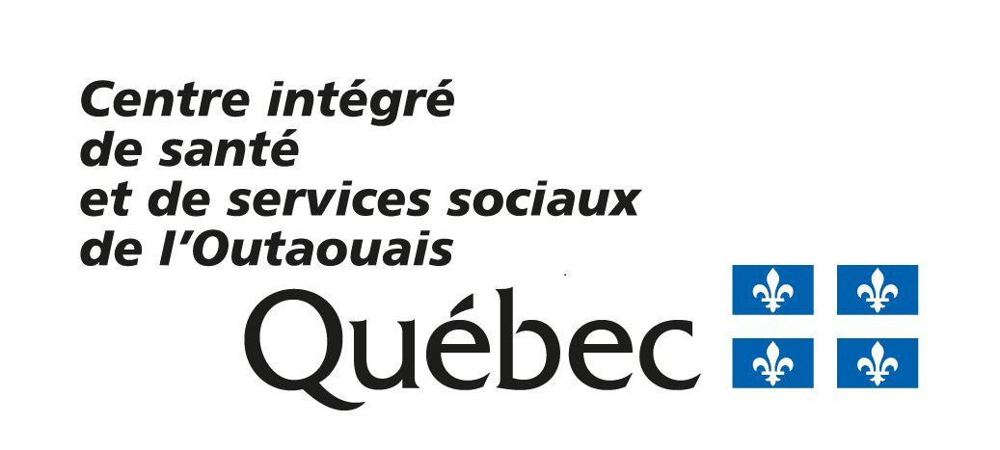 Centre intégré
de santé
et de services sociaux
de l’Outaouais
Québec